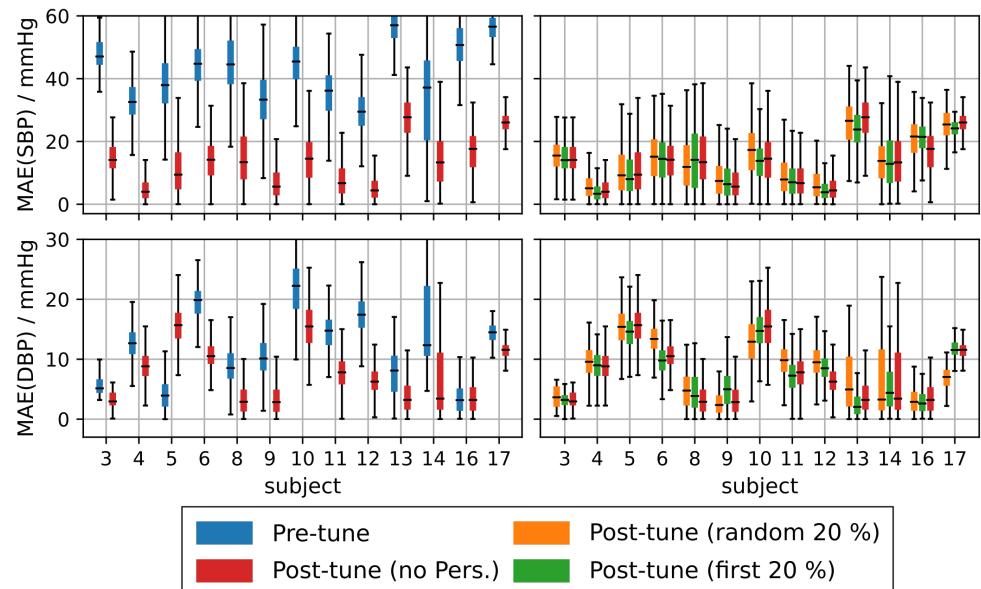 MAE(SBP) / mmHg
60
40
20
0
MAE(DBP) / mmHg
30
20
10
0
3 4 5 6 8 9 10 11 12 13 14 16 17
3 4 5 6 8 9 10 11 12 13 14 16 17
subject
subject
Pre-tune
Post-tune (random 20 %)
Post-tune (no Pers.)
Post-tune (first 20 %)